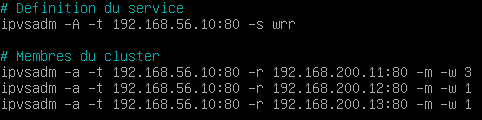 # Definition du service
ipvsadm -A -t 192.168.56.10:80 -s wrr
# Membres du cluster
ipvsadm -a -t 192.168.56.10:80 -r 192.168.200.11:80 -m -w 3
ipvsadm -a -t 192.168.56.10:80 -r 192.168.200.12:80 -m -w 1
ipvsadm -a -t 192.168.56.10:80 -r 192.168.200.13:80 -m -w 1